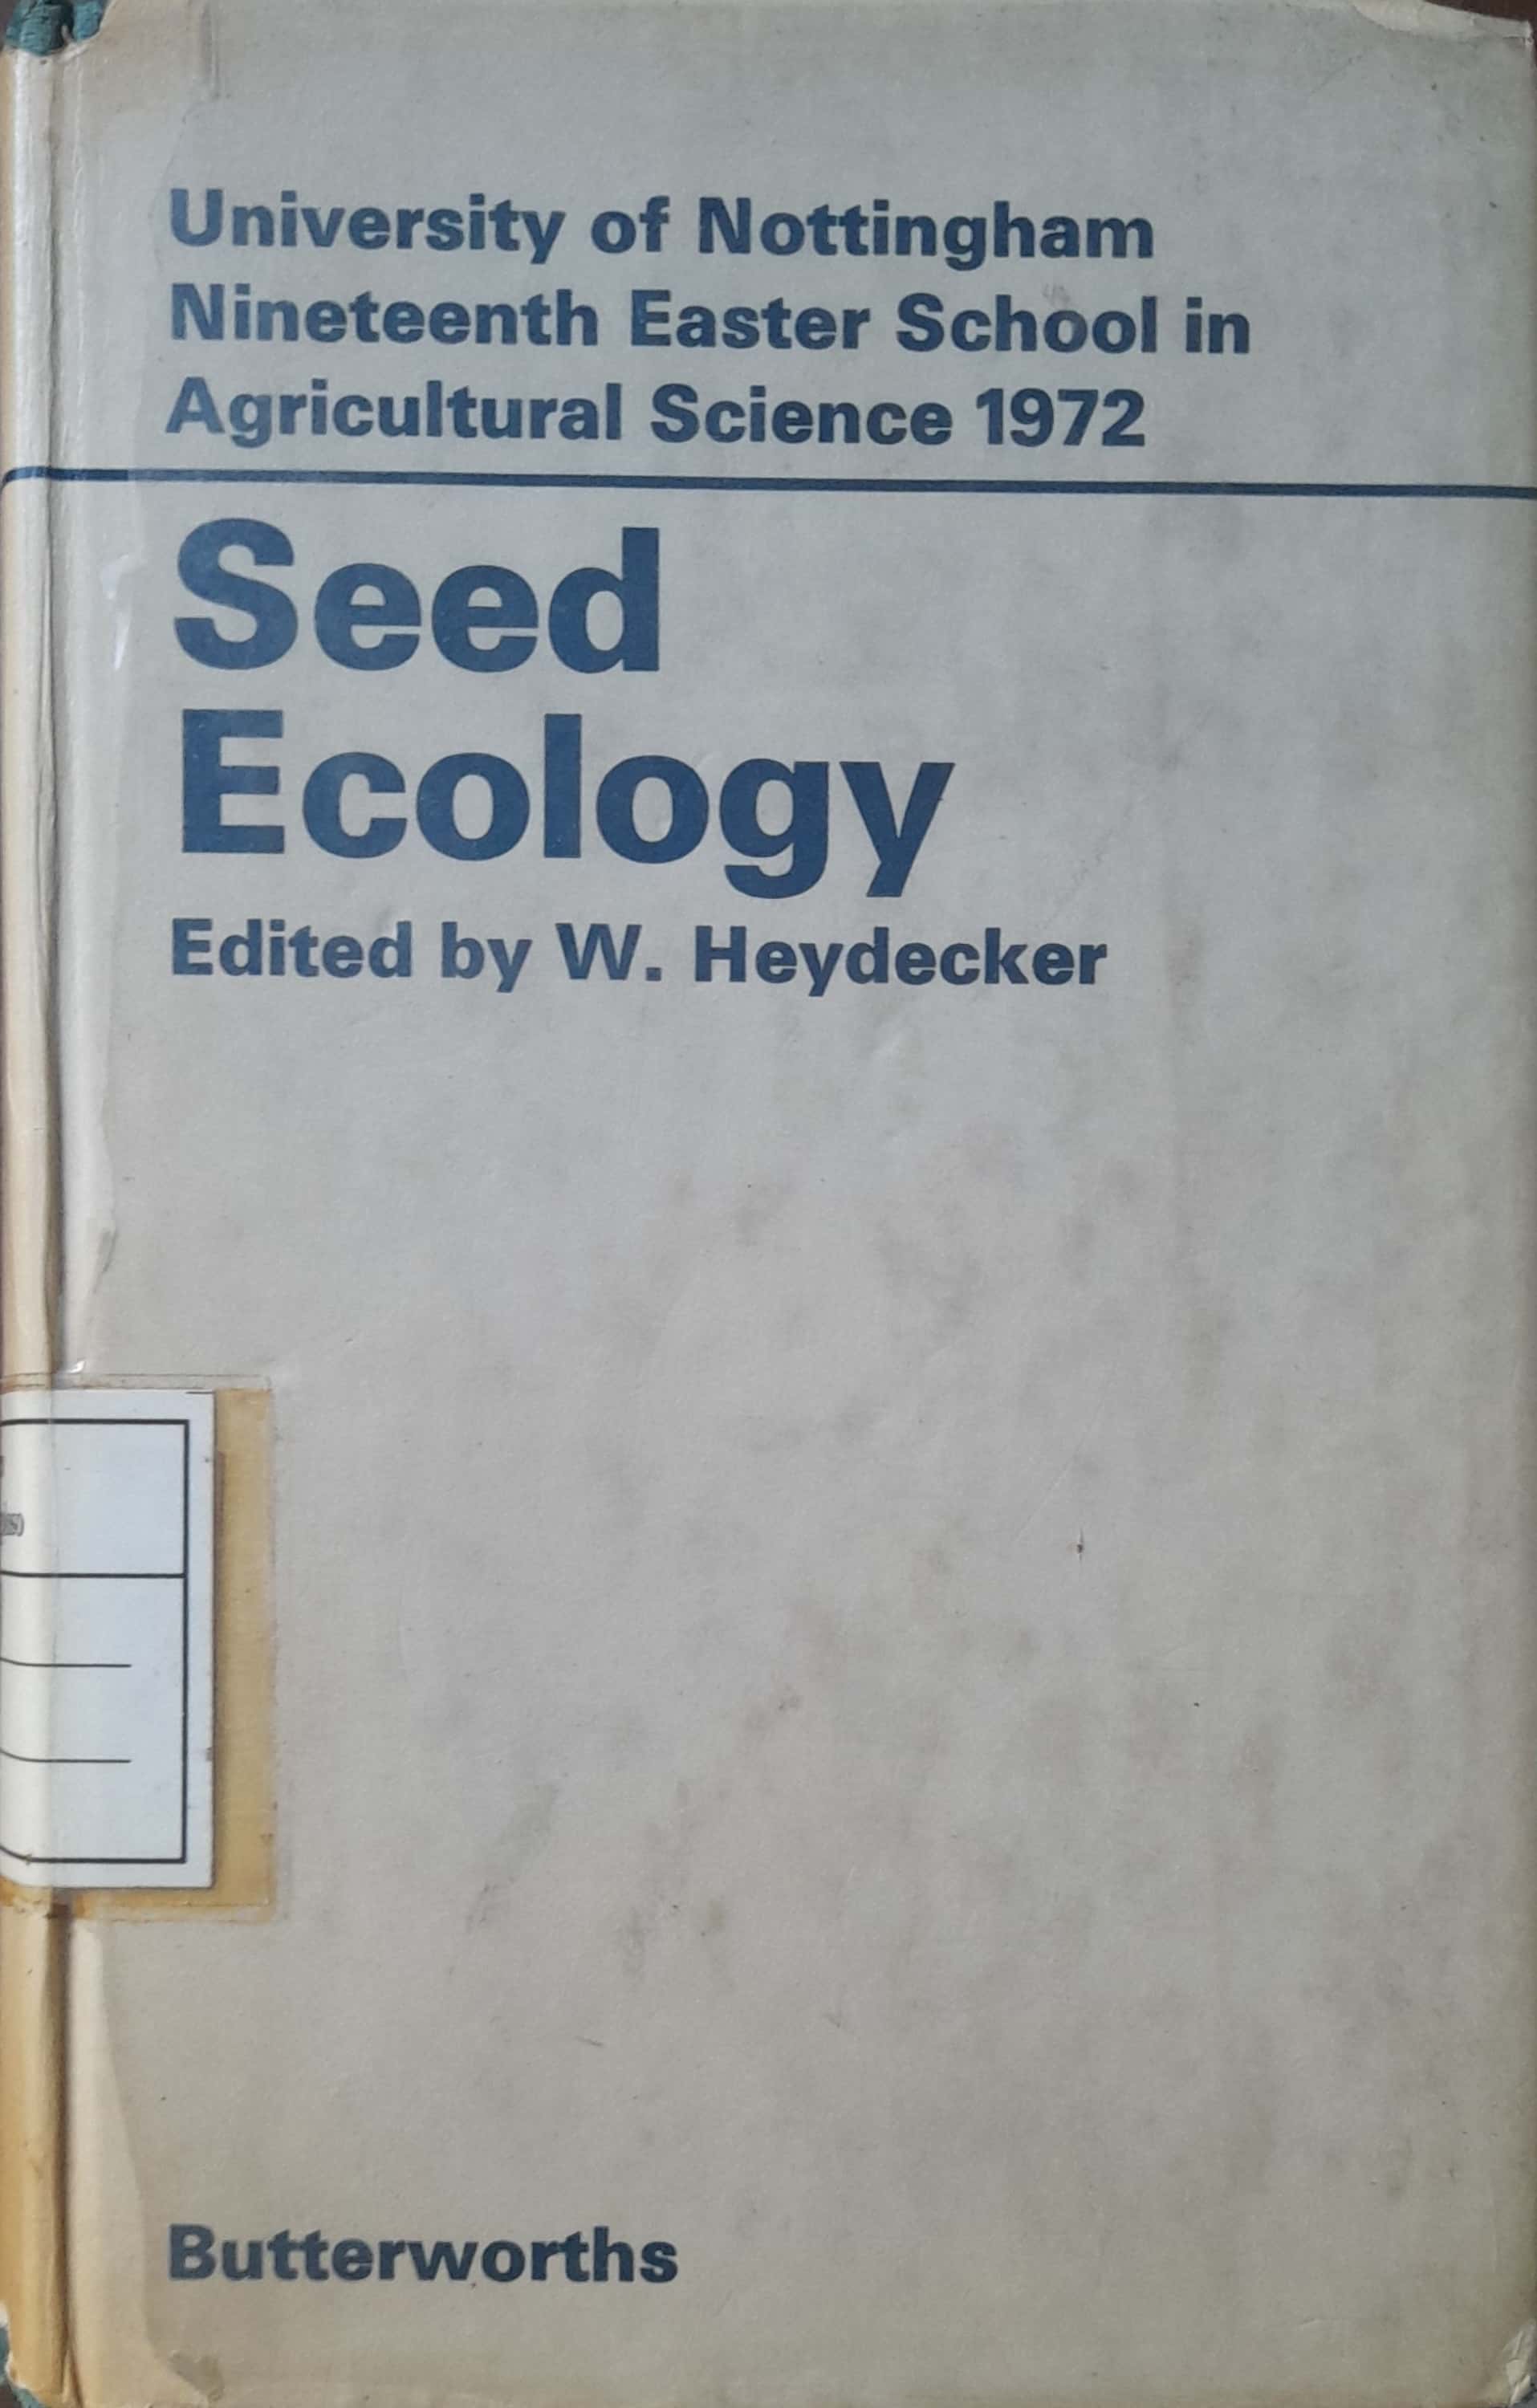 University of Nottingham
Nineteenth Easter School in
Agricultural Science 1972
Seed
Ecology
Edited by W. Heydecker
Butterworths